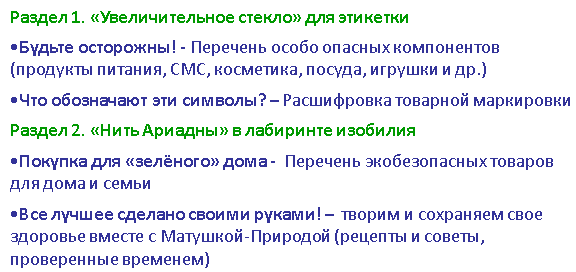 Раздел 1. «Увеличительное стекло» для этикетки
•Будьте осторожны! - Перечень особо опасных компонентов
(продукты питания, СМС, косметика, посуда, игрушки и др.)
•Что обозначают эти символы? – Расшифровка товарной маркировки
Раздел 2. «Нить Ариадны» в лабиринте изобилия
•Покупка для «зелёного» дома - Перечень экобезопасных товаров
для дома и семьи
•Все лучшее сделано своими руками! – творим и сохраняем свое
здоровье вместе с Матушкой-Природой (рецепты и советы,
проверенные временем)